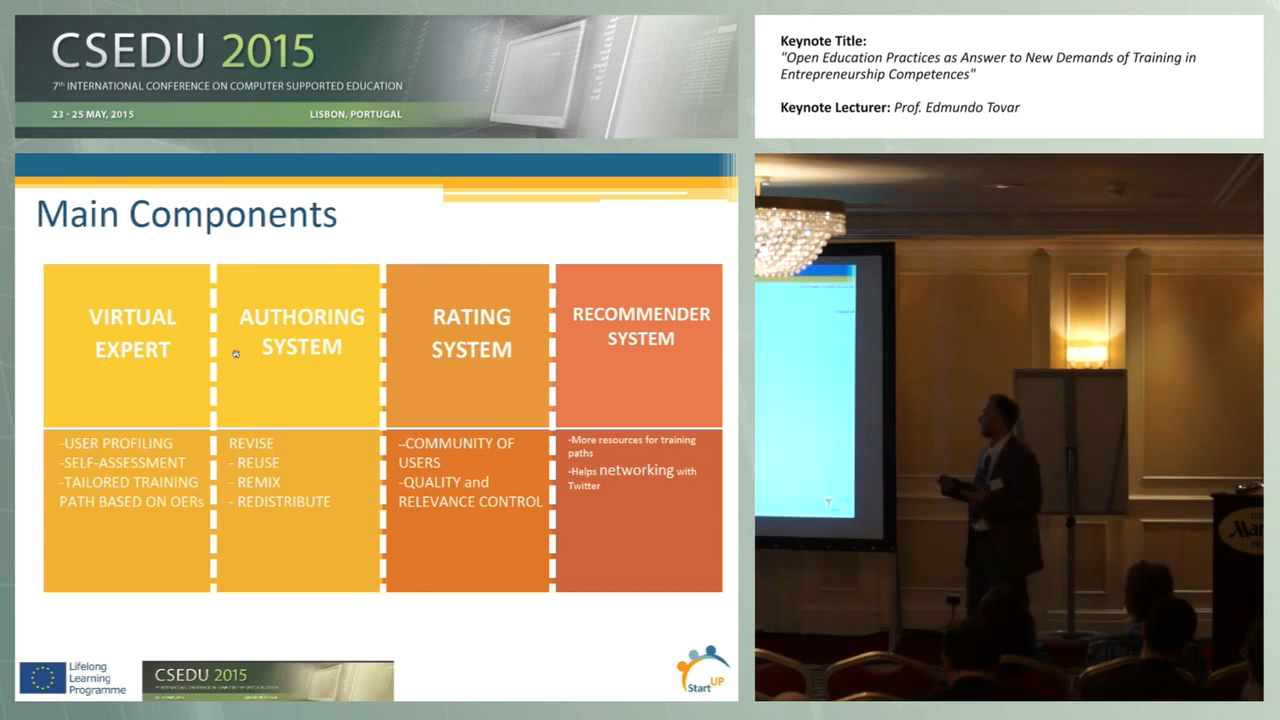 CSEDU 2015
7th INTERNATIONAL CONFERENCE ON COMPUTER SUPPORTED EDUCATION
23 - 25 MAY, 2015 LISBON, PORTUGAL
Keynote Title:
"Open Education Practices as Answer to New Demands of Training in
Entrepreneurship Competences"
Keynote Lecturer: Prof. Edmundo Tovar
Main Components
VIRTUAL
EXPERT
AUTHORING
SYSTEM
RATING
SYSTEM
RECOMMENDER
SYSTEM
-USER PROFILING
-SELF-ASSESSMENT
-TAILORED TRAINING
PATH BASED ON OERs
REVISE
- REUSE
- REMIX
- REDISTRIBUTE
--COMMUNITY OF
USERS
-QUALITY and
RELEVANCE CONTROL
-More resources for training
paths
-Helps networking with
Twitter
Lifelong
Learning
Programme
CSEDU 2015
StartUP